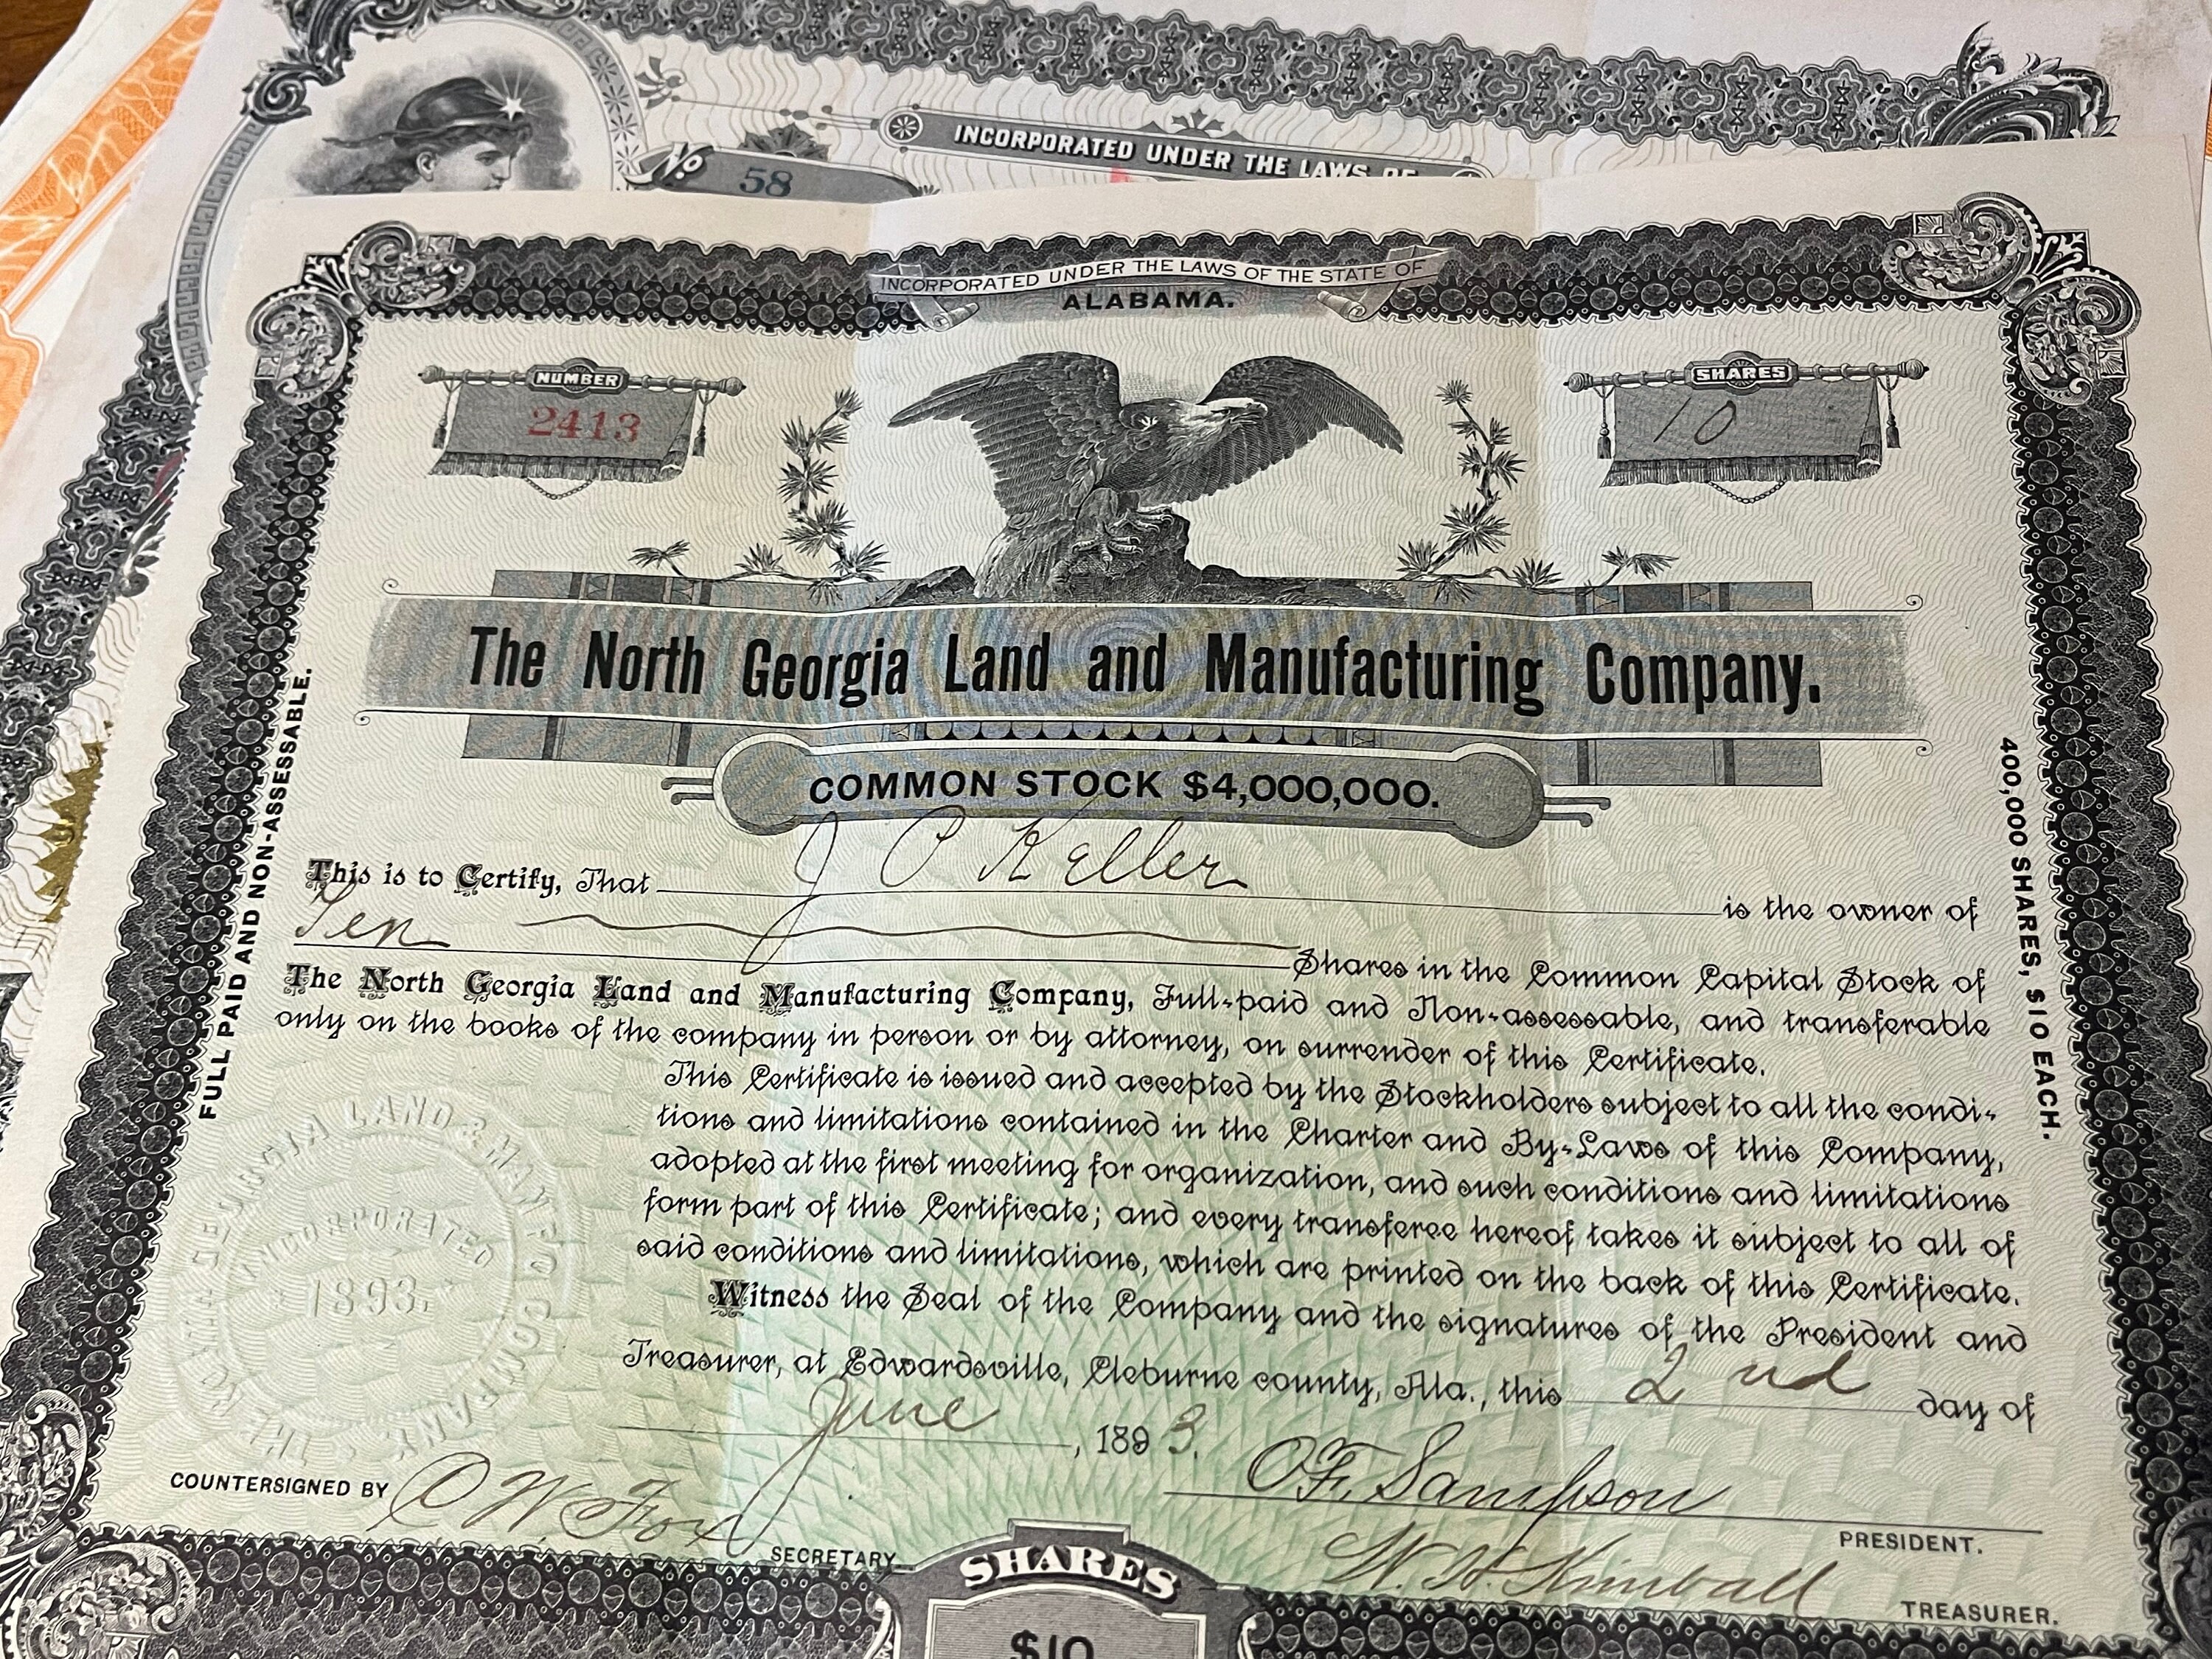 No. 58
INCORPORATED UNDER THE LAWS OF
INCORPORATED UNDER THE LAWS OF THE STATE OF
ALABAMA.
NUMBER
2413
SHARES
10
The North Georgia Land and Manufacturing Company.
COMMON STOCK $4,000,000.
This is to Certify, That J C Keller is the owner of
Ten Shares in the Common Capital Stock of
The North Georgia Land and Manufacturing Company, Full-paid and Non-assessable, and transferable
only on the books of the company in person or by attorney, on surrender of this Certificate.
This Certificate is issued and accepted by the Stockholders subject to all the condi-
tions and limitations contained in the Charter and By-Laws of this Company,
adopted at the first meeting for organization, and such conditions and limitations
form part of this Certificate; and every transferee hereof takes it subject to all of
said conditions and limitations, which are printed on the back of this Certificate.
Witness the Seal of the Company and the signatures of the President and
Treasurer, at Edwardsville, Cleburne county, Ala., this 2nd day of
June, 1893.
COUNTERSIGNED BY C W. Fox SECRETARY.
O.F. Sampson
PRESIDENT.
W. H. Kimball
TREASURER.
FULL PAID AND NON-ASSESSABLE.
400,000 SHARES, $10 EACH.
THE NORTH GEORGIA LAND & MAN'F'G COMPANY
INCORPORATED
1893.
SHARES
$10